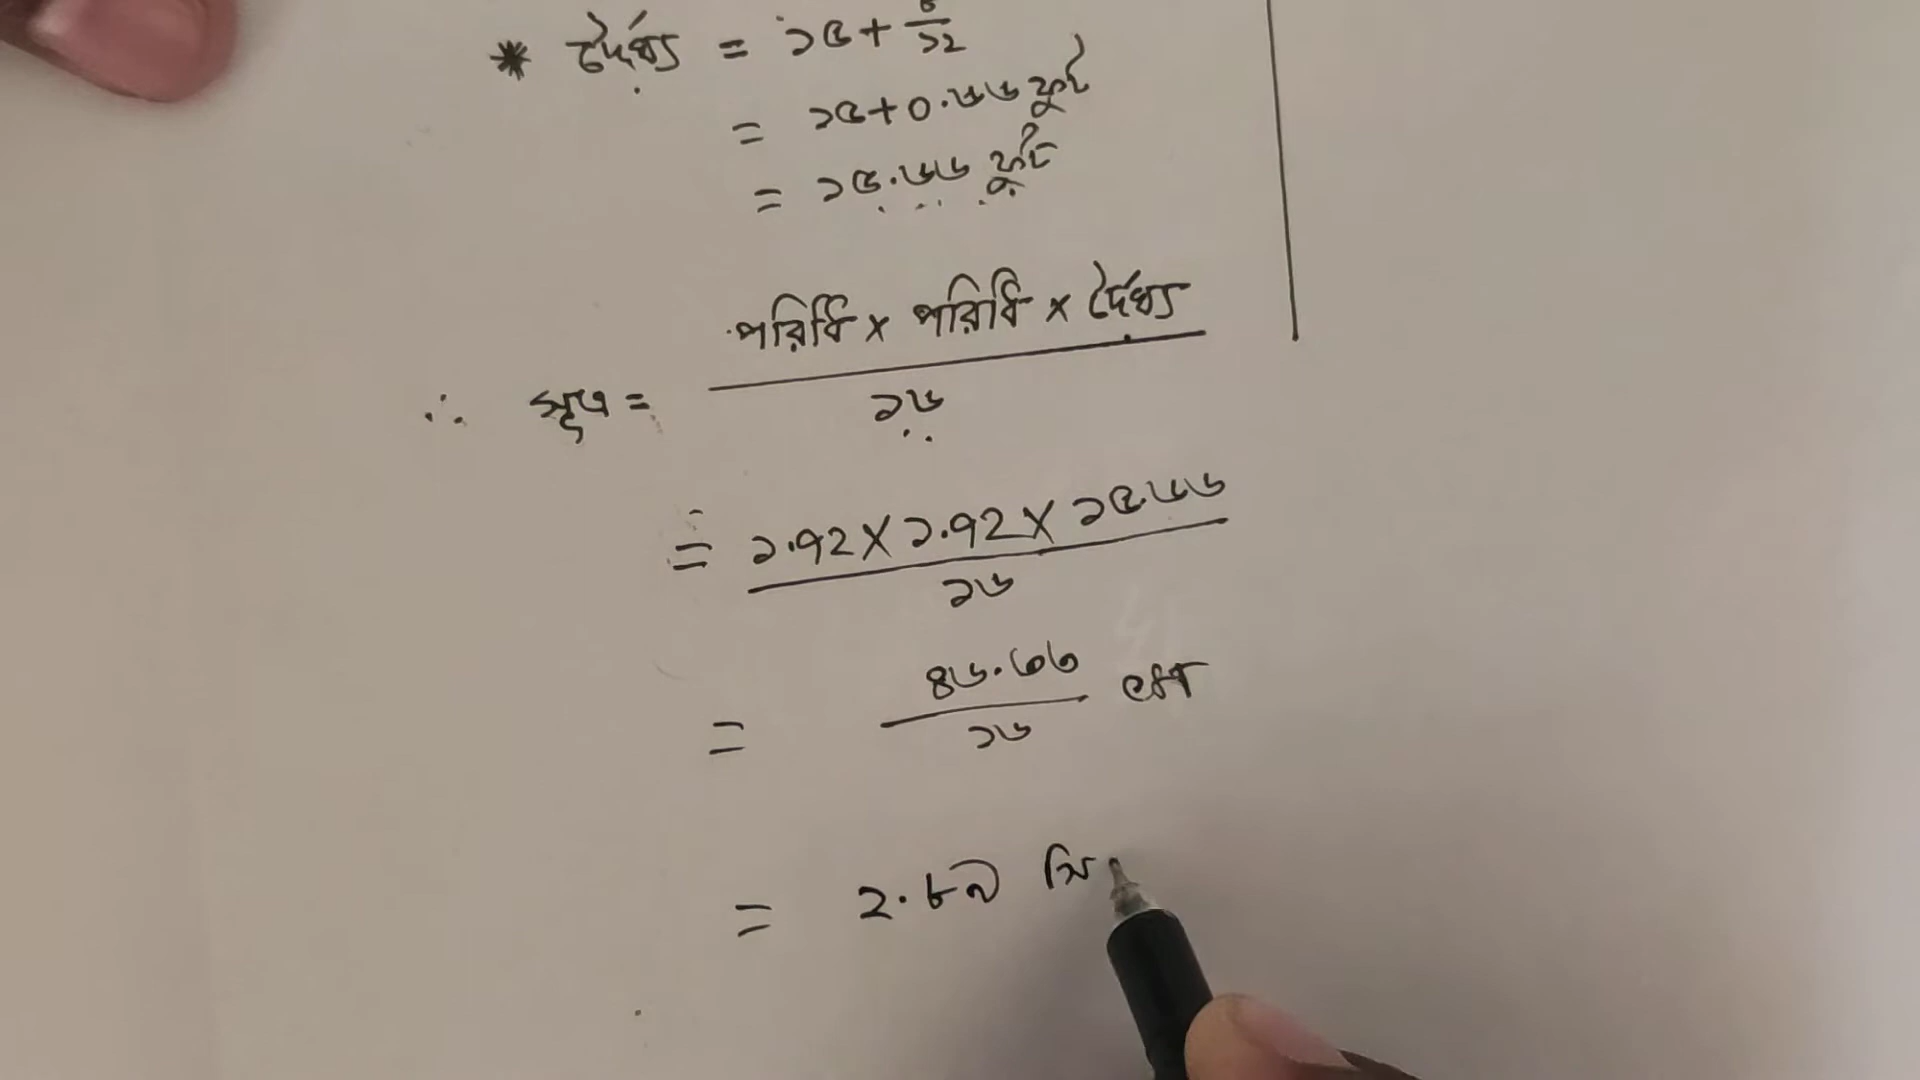 * দৈর্ঘ্য = ১৫ + ৮/১২
= ১৫ + ০.৬৬ ফুট
= ১৫.৬৬ ফুট
পরিধি × পরিধি × দৈর্ঘ্য
∴ সূত্র =
১৬
= ১.৭২ × ১.৭২ × ১৫.৬৬
১৬
৪৬.৩৩ cft
=
১৬
= ২.৮৯ সি